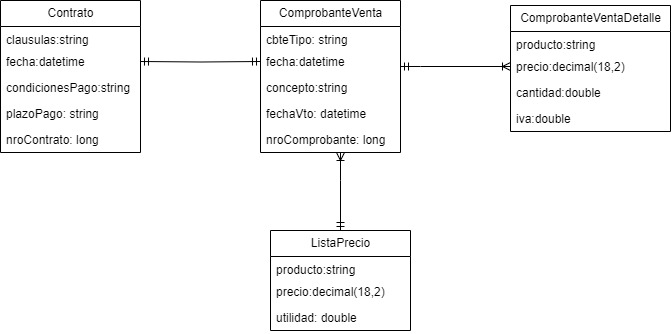 Contrato
clausulas:string
fecha:datetime
condicionesPago:string
plazoPago: string
nroContrato: long
ComprobanteVenta
cbteTipo: string
fecha:datetime
concepto:string
fechaVto: datetime
nroComprobante: long
ComprobanteVentaDetalle
producto:string
precio:decimal(18,2)
cantidad:double
iva:double
ListaPrecio
producto:string
precio:decimal(18,2)
utilidad: double